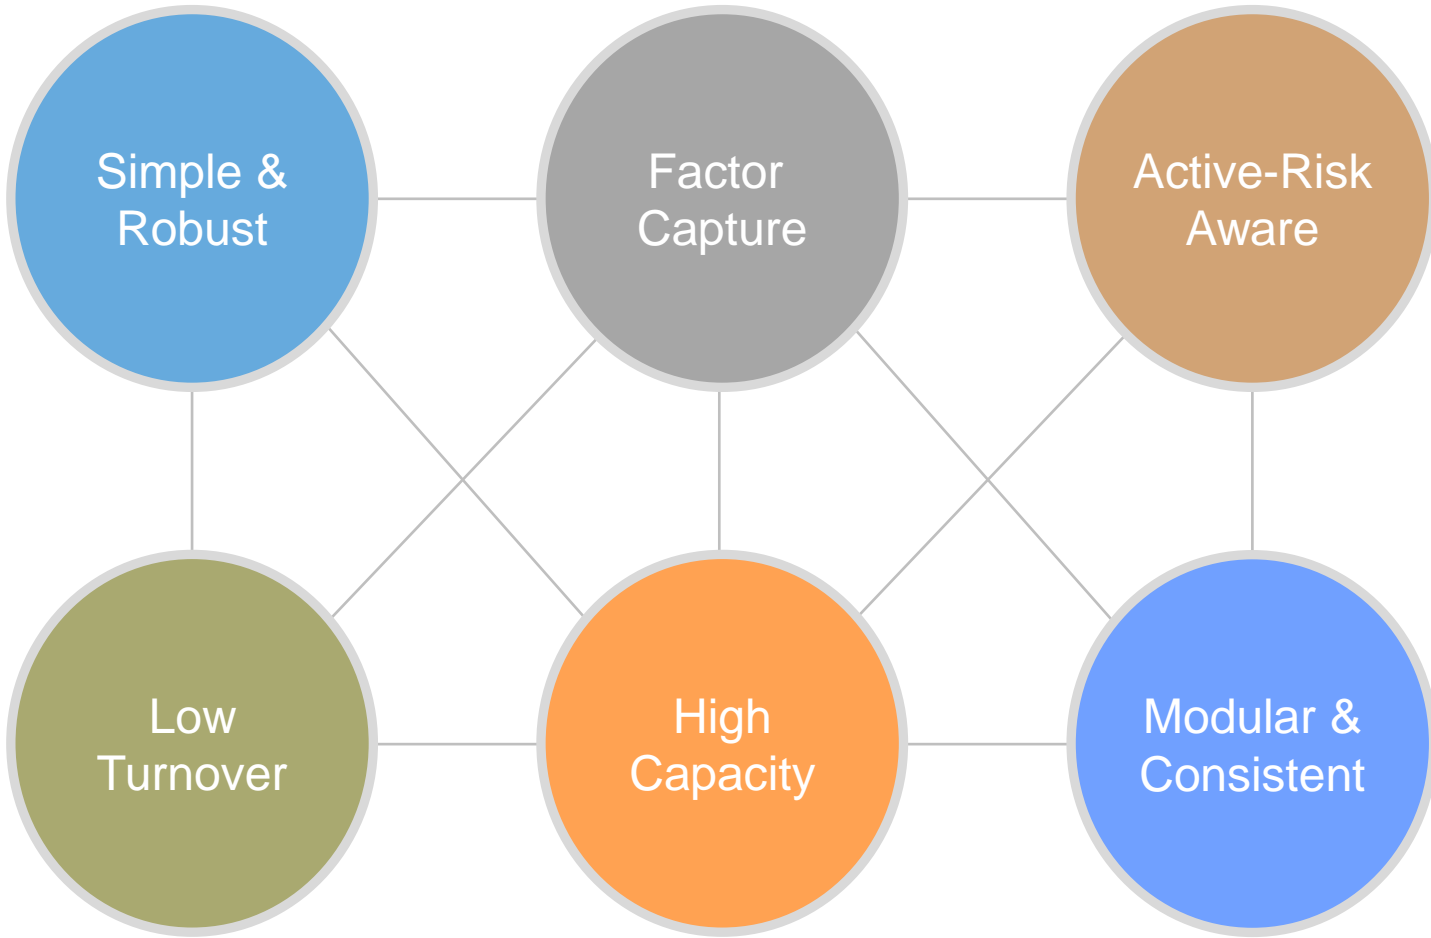 Simple &
Robust
Factor
Capture
Active-Risk
Aware
Low
Turnover
High
Capacity
Modular &
Consistent